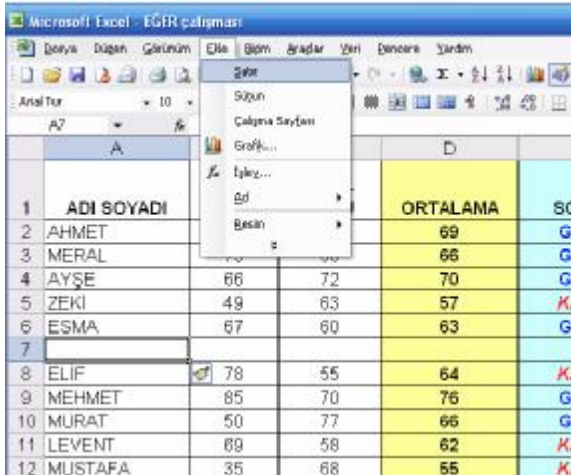 Microsoft Excel - EĞER çalışması
Dosya Düzen Görünüm Ekle Biçim Araçlar Veri Pencere Yardım
Arial Tur 10
A7 fx
Satır
Sütun
Çalışma Sayfası
Grafik...
İşlev...
Ad
Resim
A D
1 ADI SOYADI ORTALAMA
2 AHMET 69 G
3 MERAL 66 G
4 AYŞE 66 72 70 G
5 ZEKİ 49 63 57 K
6 ESMA 67 60 63 G
7
8 ELİF 78 55 64 K
9 MEHMET 85 70 76 G
10 MURAT 50 77 66 G
11 LEVENT 69 58 62 K
12 MUSTAFA 35 68 55 K